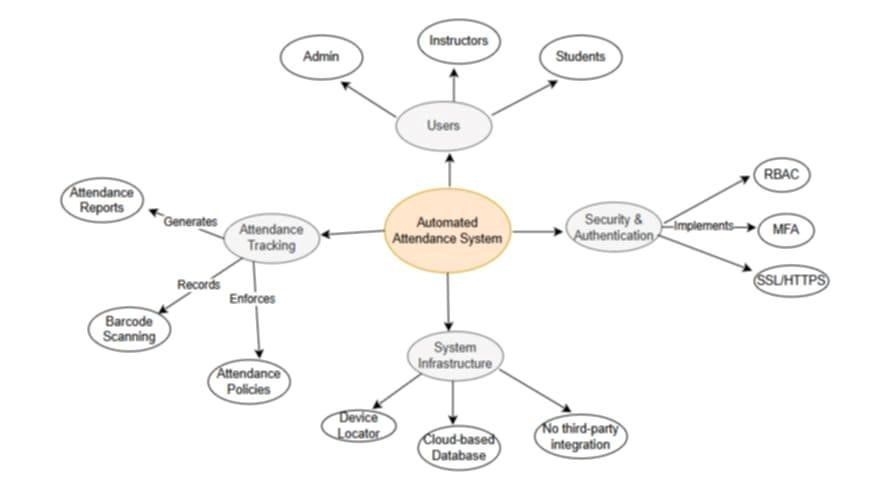 Instructors
Admin
Students
Users
RBAC
Attendance
Reports
Generates
Attendance
Tracking
Automated
Attendance System
Security &
Authentication
Implements
MFA
Records
Enforces
SSL/HTTPS
Barcode
Scanning
System
Infrastructure
Attendance
Policies
Device
Locator
Cloud-based
Database
No third-party
integration